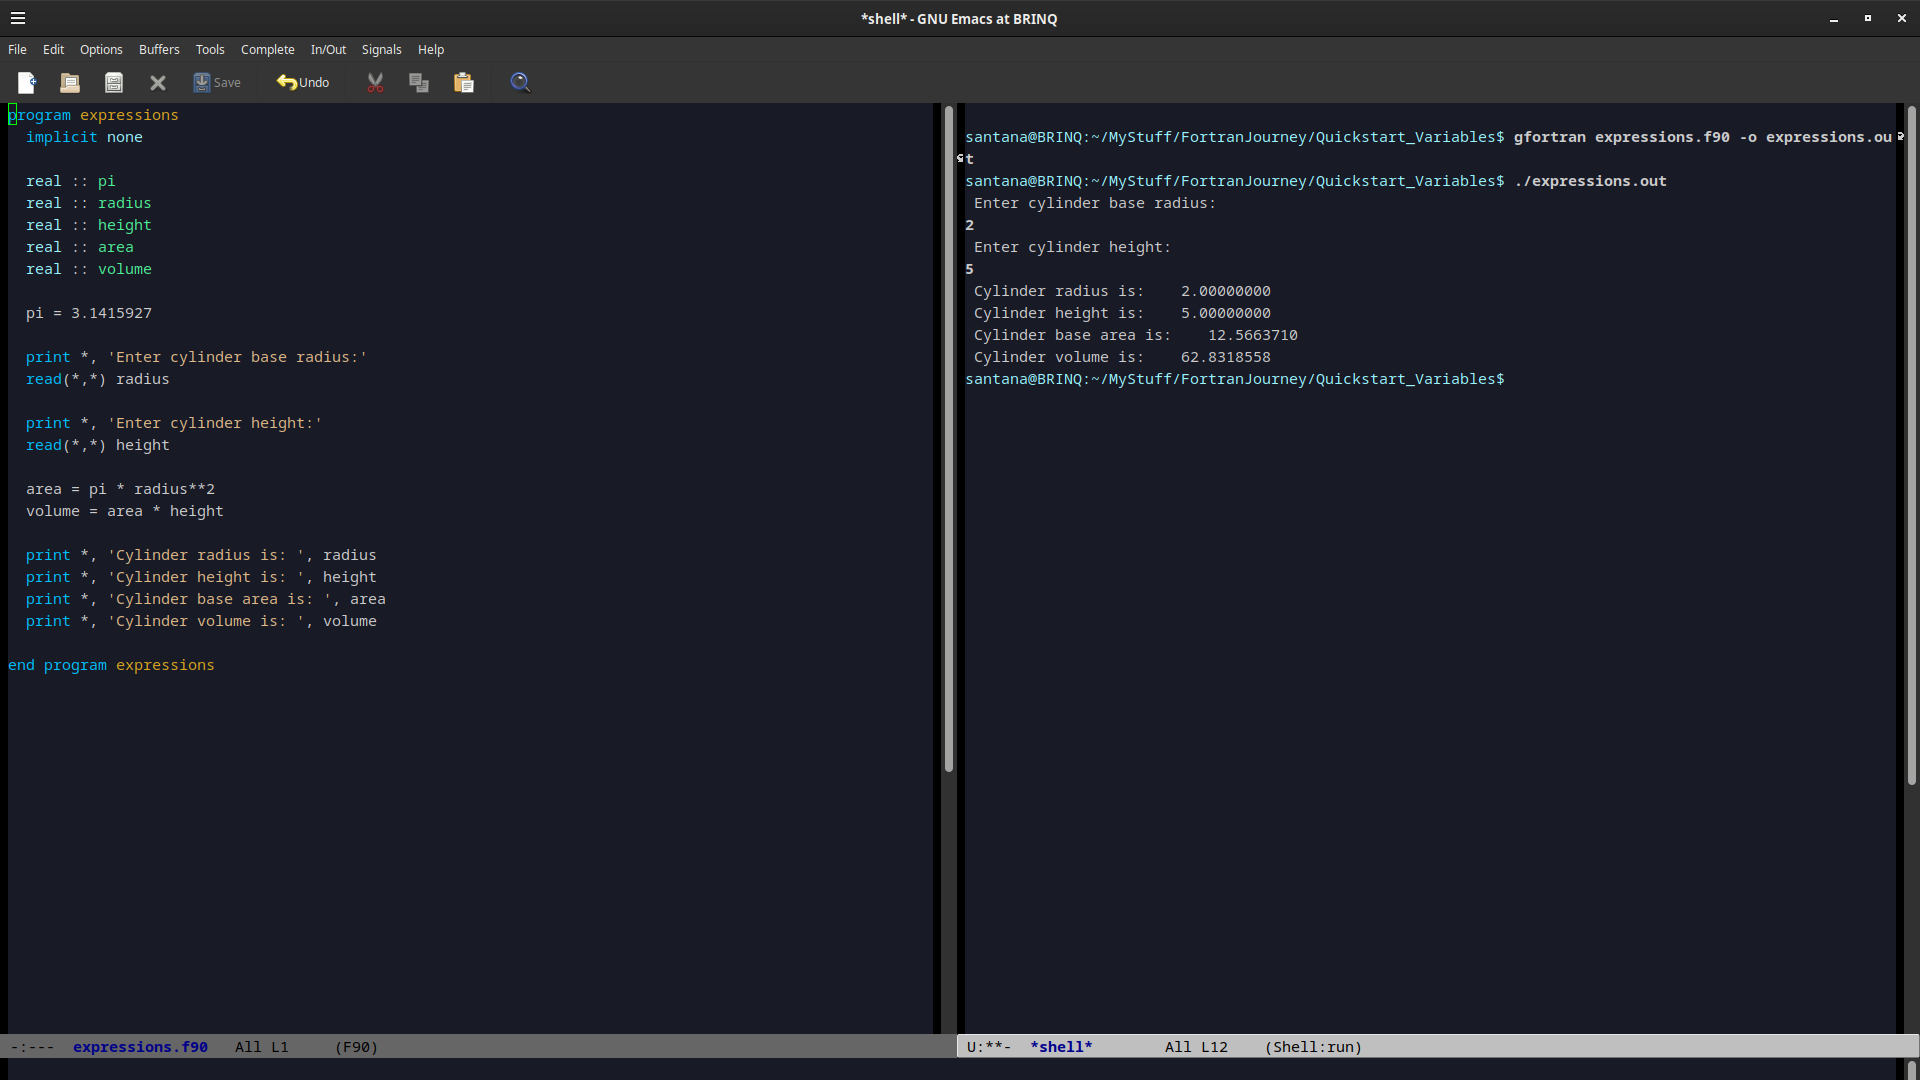 *shell* - GNU Emacs at BRINQ
File Edit Options Buffers Tools Complete In/Out Signals Help
Save Undo
program expressions
  implicit none

  real :: pi
  real :: radius
  real :: height
  real :: area
  real :: volume

  pi = 3.1415927

  print *, 'Enter cylinder base radius:'
  read(*,*) radius

  print *, 'Enter cylinder height:'
  read(*,*) height

  area = pi * radius**2
  volume = area * height

  print *, 'Cylinder radius is: ', radius
  print *, 'Cylinder height is: ', height
  print *, 'Cylinder base area is: ', area
  print *, 'Cylinder volume is: ', volume

end program expressions
-:---  expressions.f90   All L1     (F90)
santana@BRINQ:~/MyStuff/FortranJourney/Quickstart_Variables$ gfortran expressions.f90 -o expressions.ou
t
santana@BRINQ:~/MyStuff/FortranJourney/Quickstart_Variables$ ./expressions.out
 Enter cylinder base radius:
2
 Enter cylinder height:
5
 Cylinder radius is:    2.00000000
 Cylinder height is:    5.00000000
 Cylinder base area is:    12.5663710
 Cylinder volume is:    62.8318558
santana@BRINQ:~/MyStuff/FortranJourney/Quickstart_Variables$
U:**-  *shell*        All L12    (Shell:run)